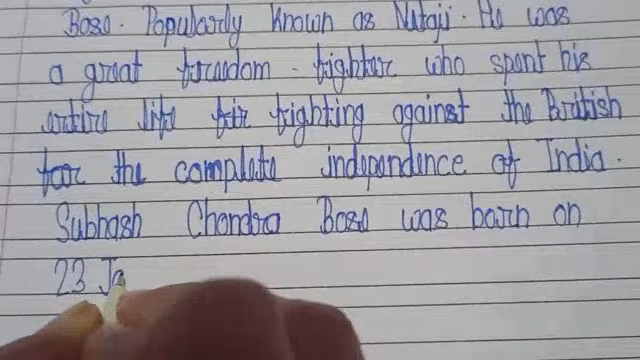 Bose. Popularly known as Netaji. He was
a great freedom-fighter who spent his
entire life for fighting against the British
for the complete independence of India.
Subhash Chandra Bose was born on
23 Ja